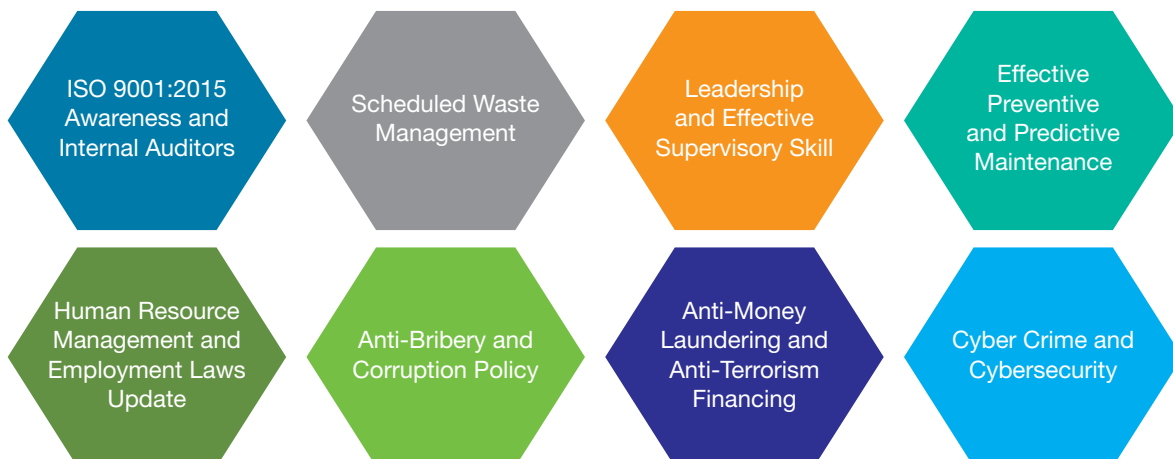 ISO 9001:2015
Awareness and
Internal Auditors
Scheduled Waste
Management
Leadership
and Effective
Supervisory Skill
Effective
Preventive
and Predictive
Maintenance
Human Resource
Management and
Employment Laws
Update
Anti-Bribery and
Corruption Policy
Anti-Money
Laundering and
Anti-Terrorism
Financing
Cyber Crime and
Cybersecurity